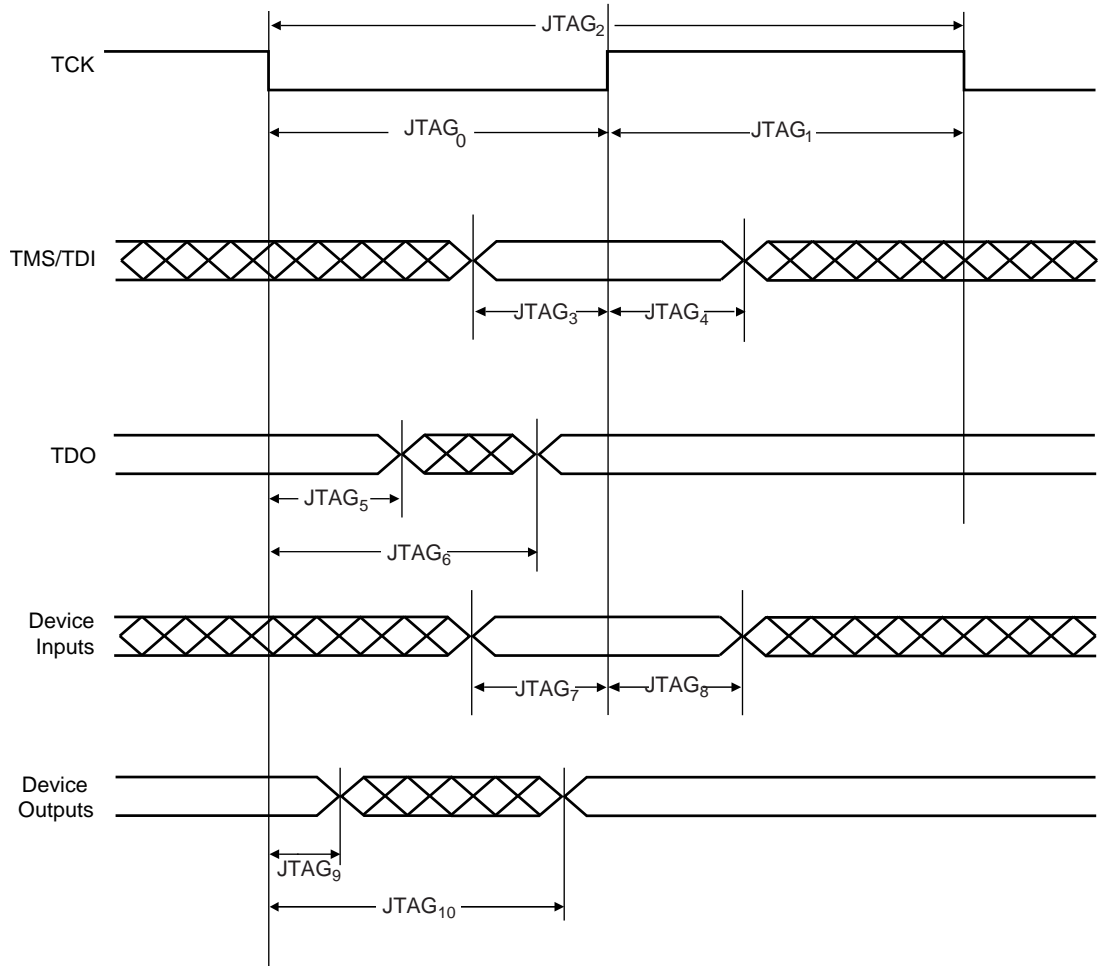 JTAG₂
TCK
JTAG₀
JTAG₁
TMS/TDI
JTAG₃
JTAG₄
TDO
JTAG₅
JTAG₆
Device
Inputs
JTAG₇
JTAG₈
Device
Outputs
JTAG₉
JTAG₁₀